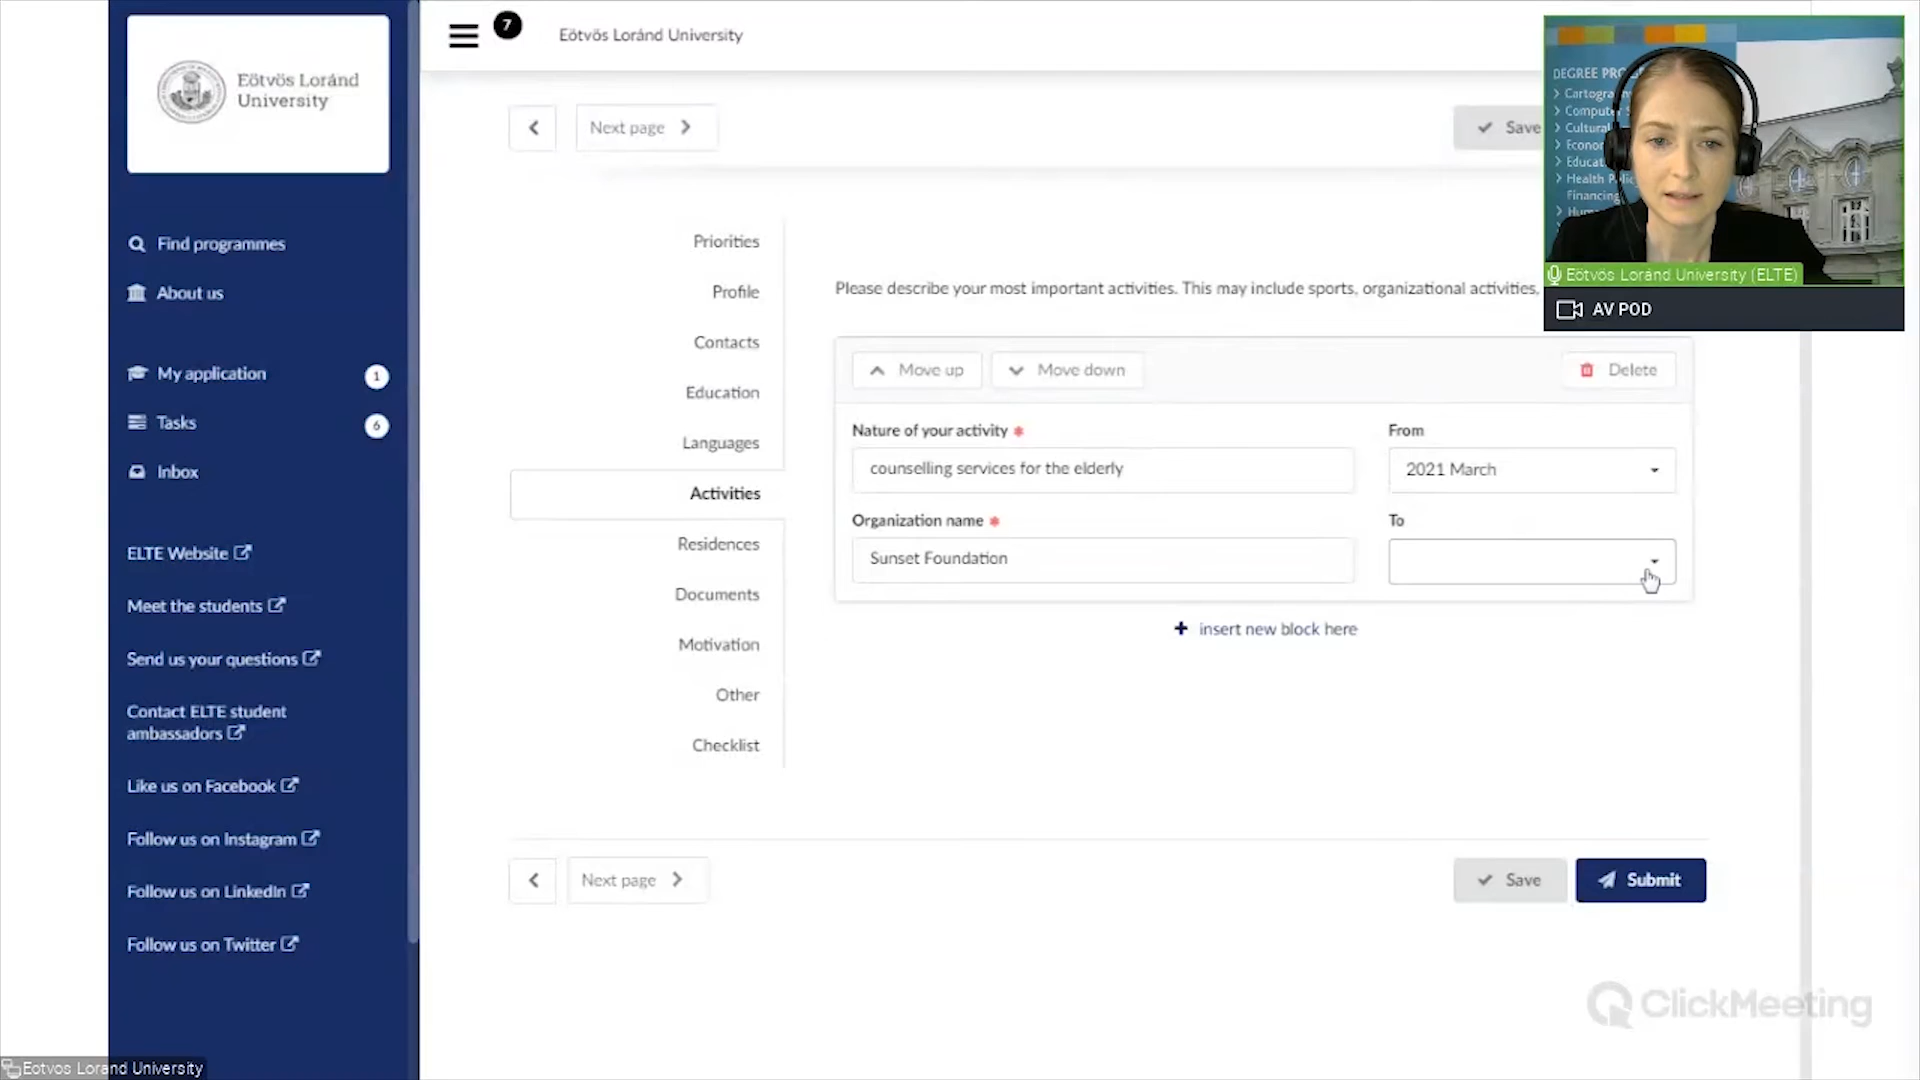 Eötvös Loránd
University
Find programmes
About us
My application
1
Tasks
6
Inbox
ELTE Website
Meet the students
Send us your questions
Contact ELTE student
ambassadors
Like us on Facebook
Follow us on Instagram
Follow us on LinkedIn
Follow us on Twitter
Eotvos Lorand University
7
Eötvös Loránd University
Next page
Save
Priorities
Profile
Contacts
Education
Languages
Activities
Residences
Documents
Motivation
Other
Checklist
Please describe your most important activities. This may include sports, organizational activities,
Move up
Move down
Delete
Nature of your activity *
From
counselling services for the elderly
2021 March
Organization name *
To
Sunset Foundation
+ insert new block here
Next page
Save
Submit
DEGREE
Health
Financing
Eötvös Loránd University (ELTE)
AV POD
ClickMeeting